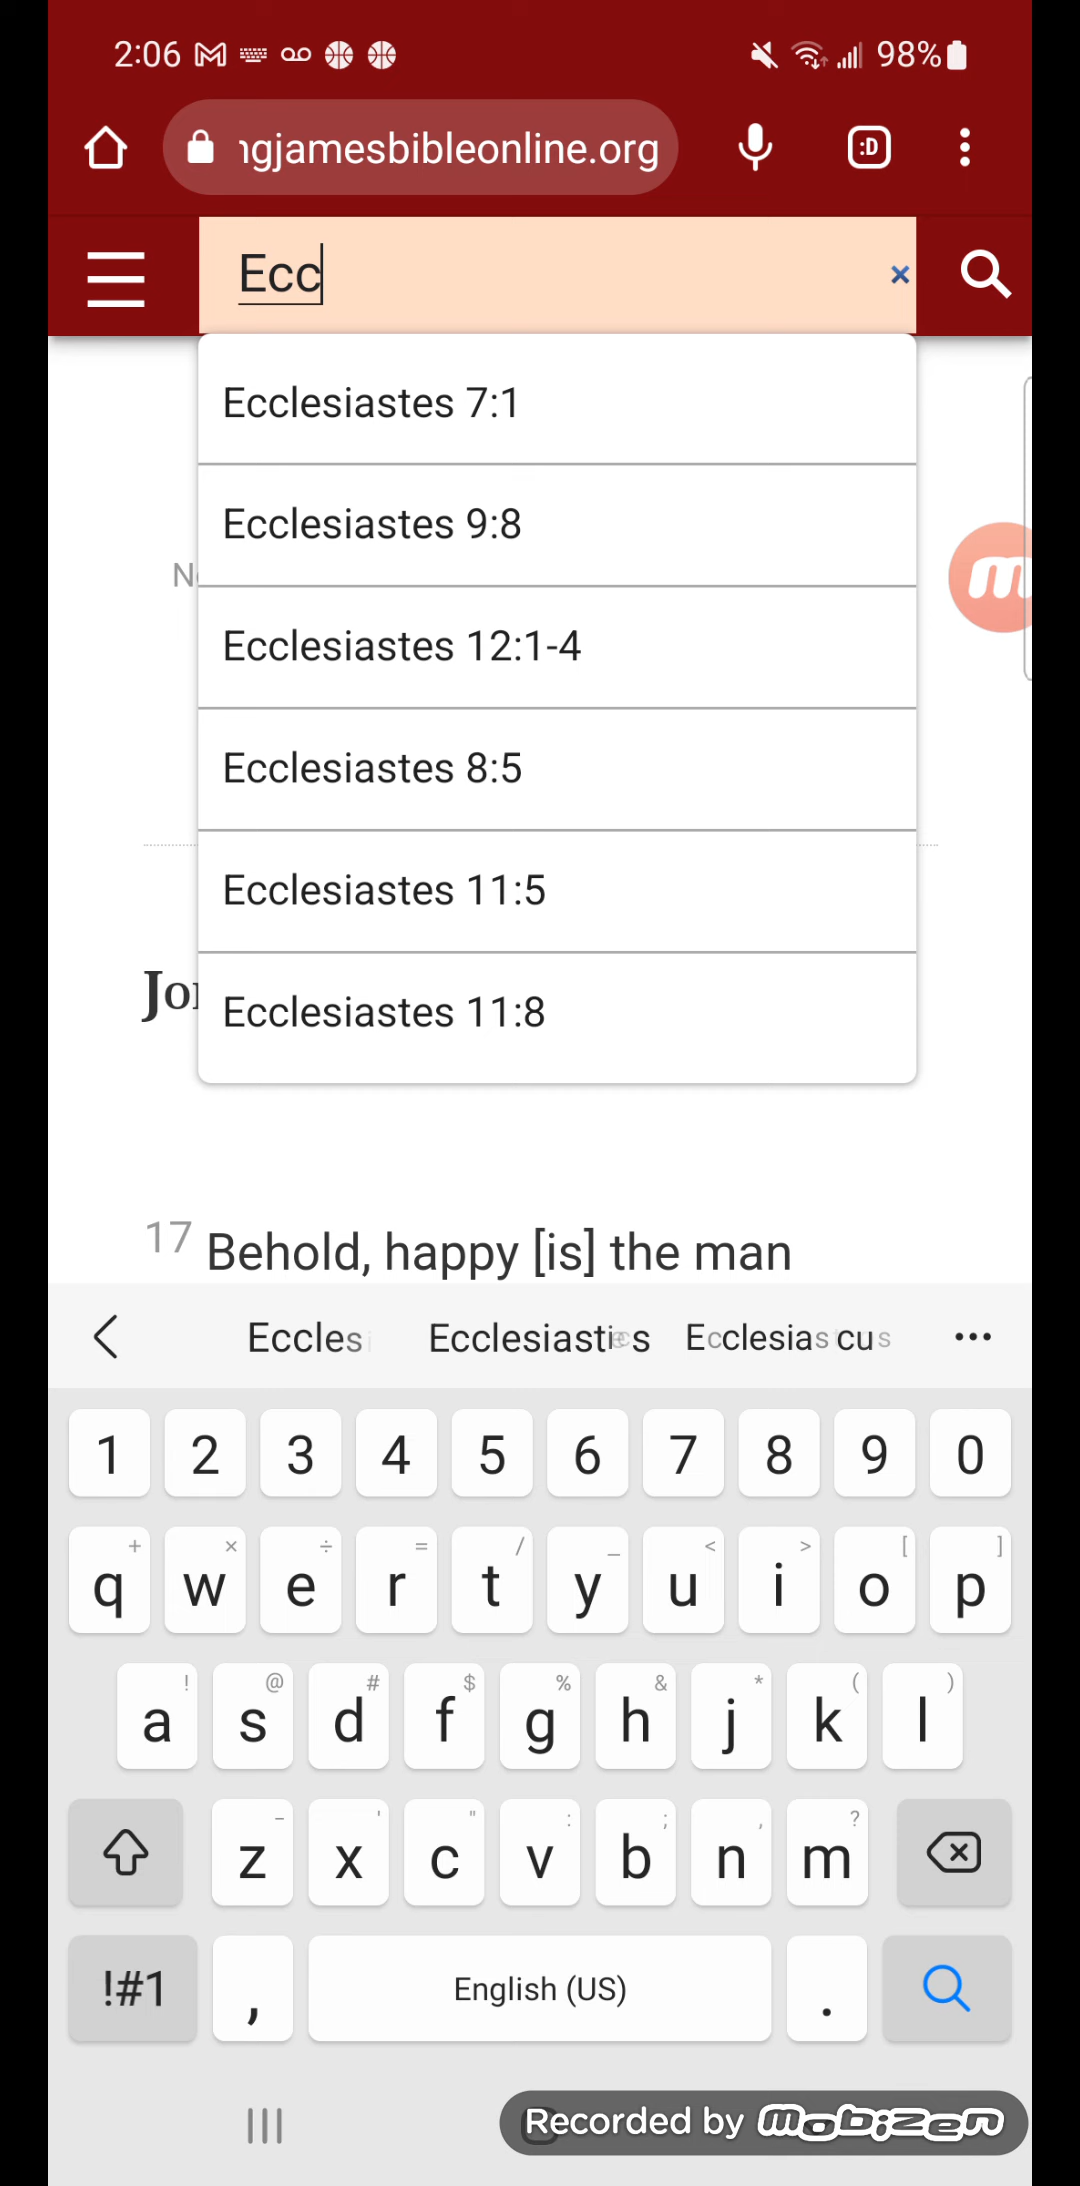 2:06
98%
ngjamesbibleonline.org
:D
Ecc
×
Ecclesiastes 7:1
Ecclesiastes 9:8
Ecclesiastes 12:1-4
Ecclesiastes 8:5
Ecclesiastes 11:5
Ecclesiastes 11:8
17 Behold, happy [is] the man
1 2 3 4 5 6 7 8 9 0
+ × ÷ = / _ < > [ ]
q w e r t y u i o p
! @ # $ % & * ( )
a s d f g h j k l
- ' " : ; , ?
z x c v b n m
!#1 , English (US) .
Recorded by mobizen